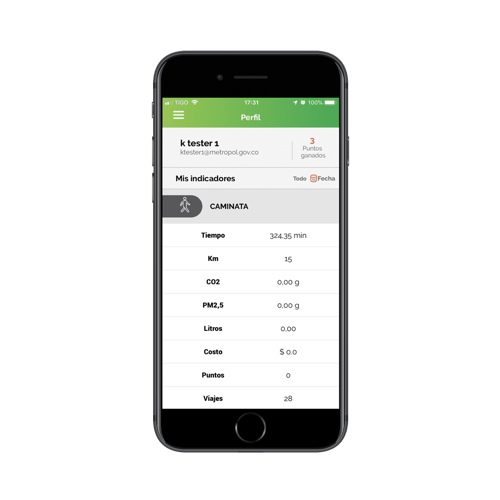 TIGO 17:31 100%
Perfil
k tester 1
ktester1@metropol.gov.co
3
Puntos
ganados
Mis indicadores Todo Fecha
CAMINATA
Tiempo 324,35 min
Km 15
CO2 0,00 g
PM2,5 0,00 g
Litros 0,00
Costo $ 0.0
Puntos 0
Viajes 28